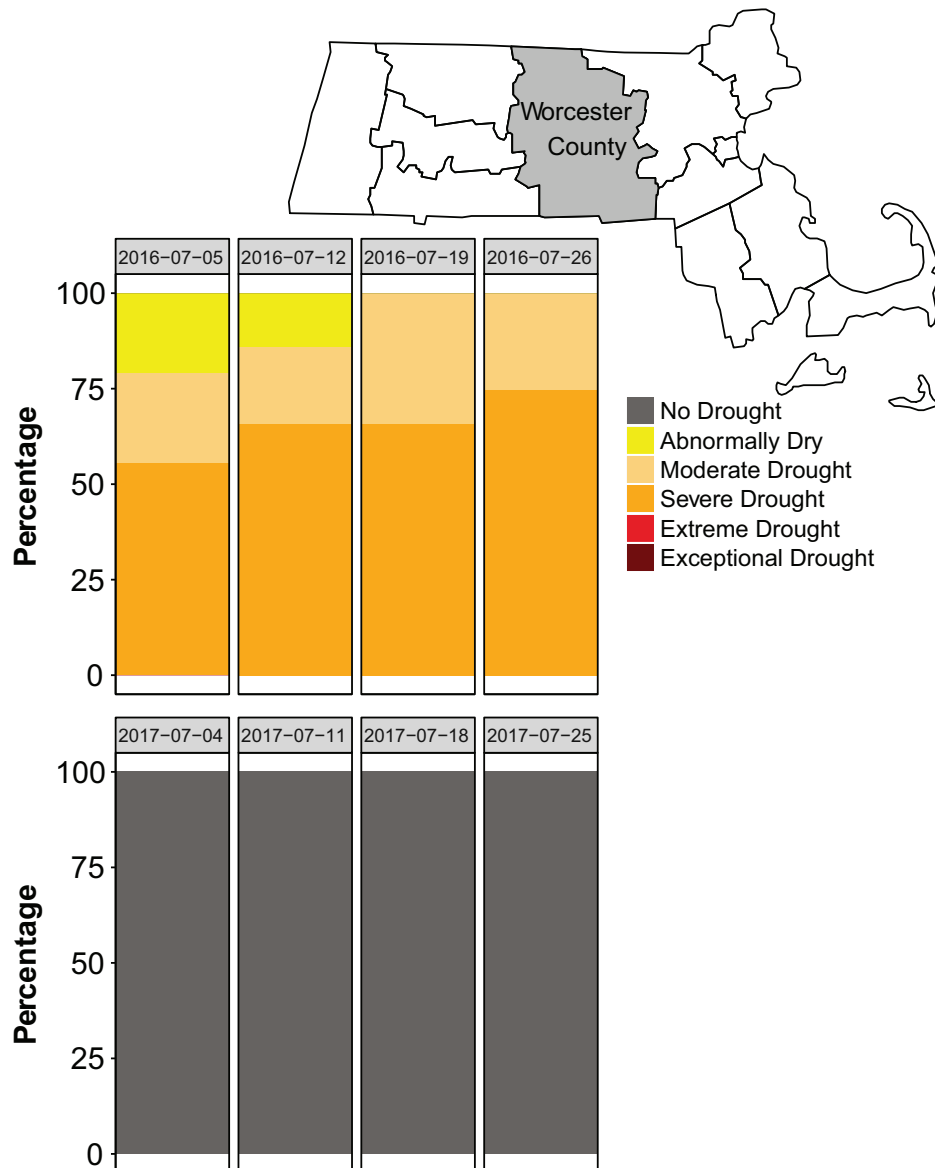 Worcester
County
2016−07−05 2016−07−12 2016−07−19 2016−07−26
100
75
50
25
0
Percentage
No Drought
Abnormally Dry
Moderate Drought
Severe Drought
Extreme Drought
Exceptional Drought
2017−07−04 2017−07−11 2017−07−18 2017−07−25
100
75
50
25
0
Percentage